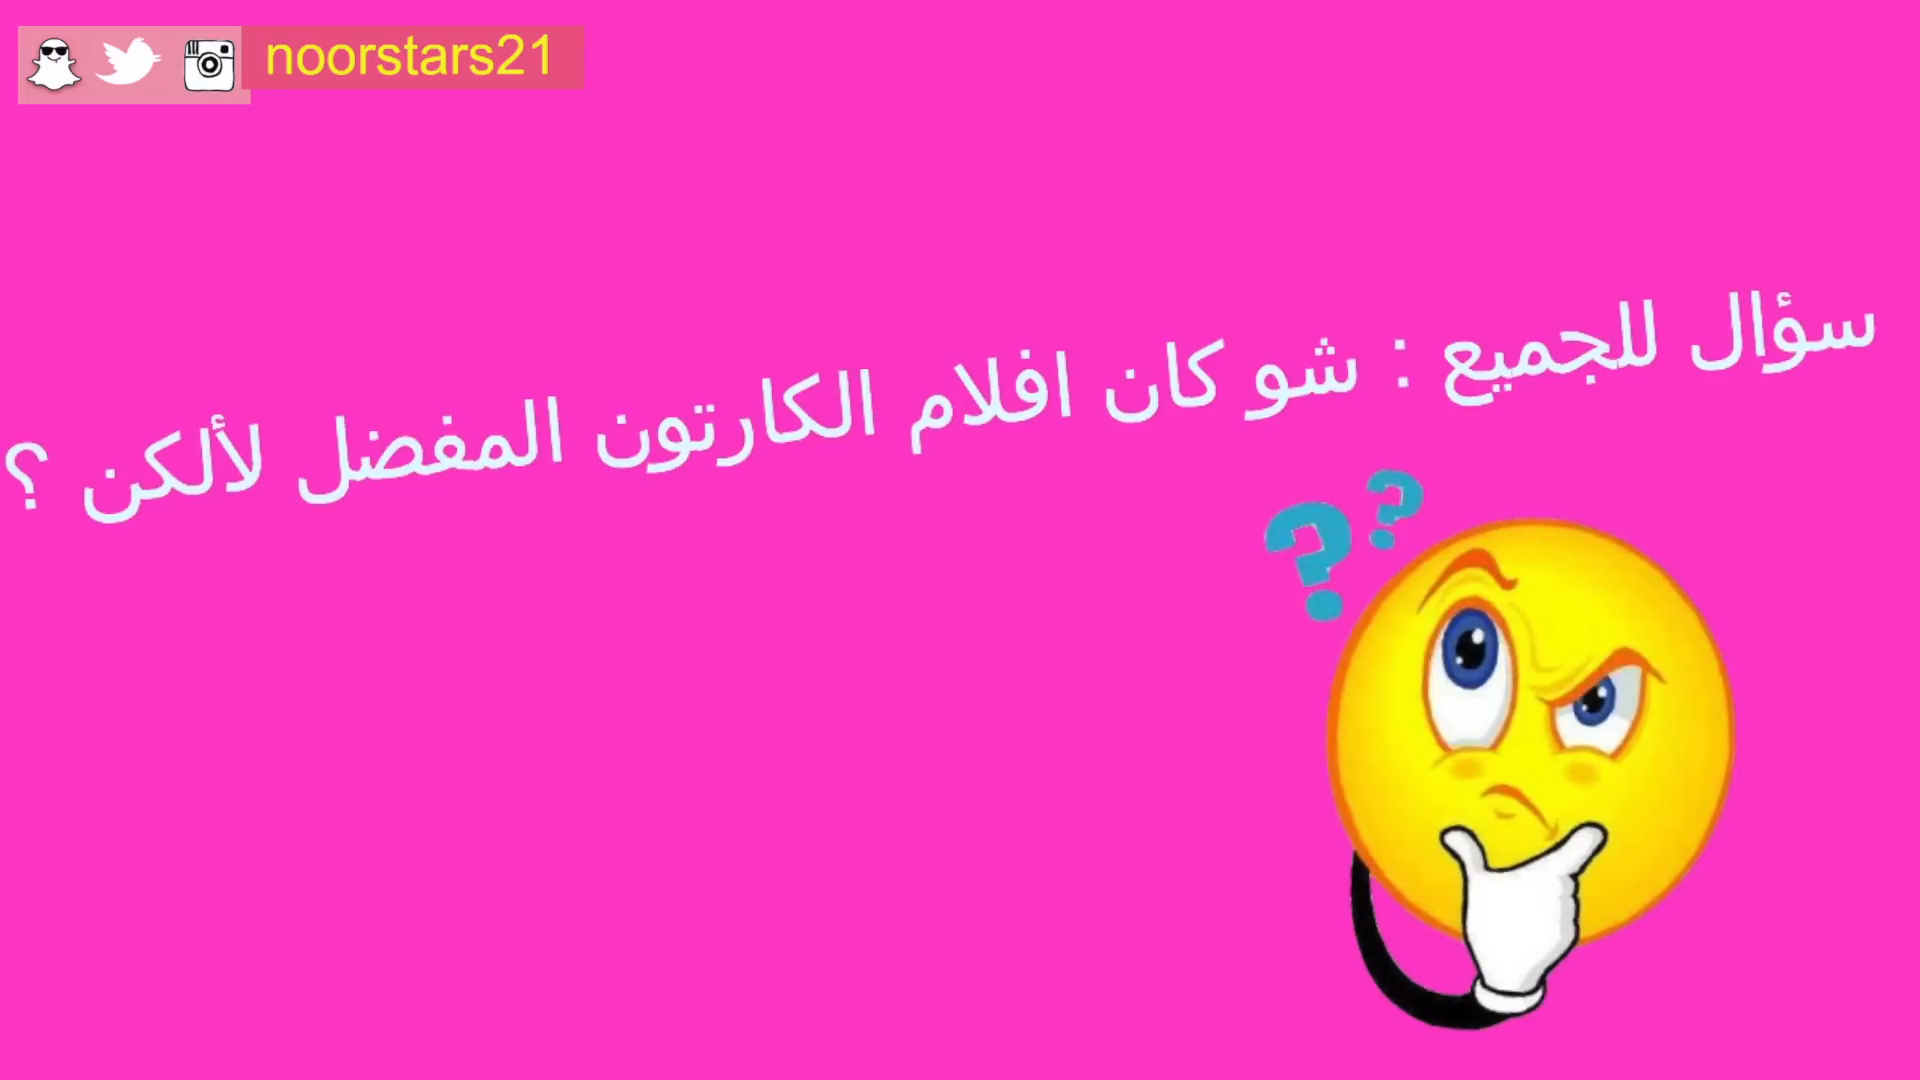 noorstars21
سؤال للجميع : شو كان افلام الكارتون المفضل لألكن ؟